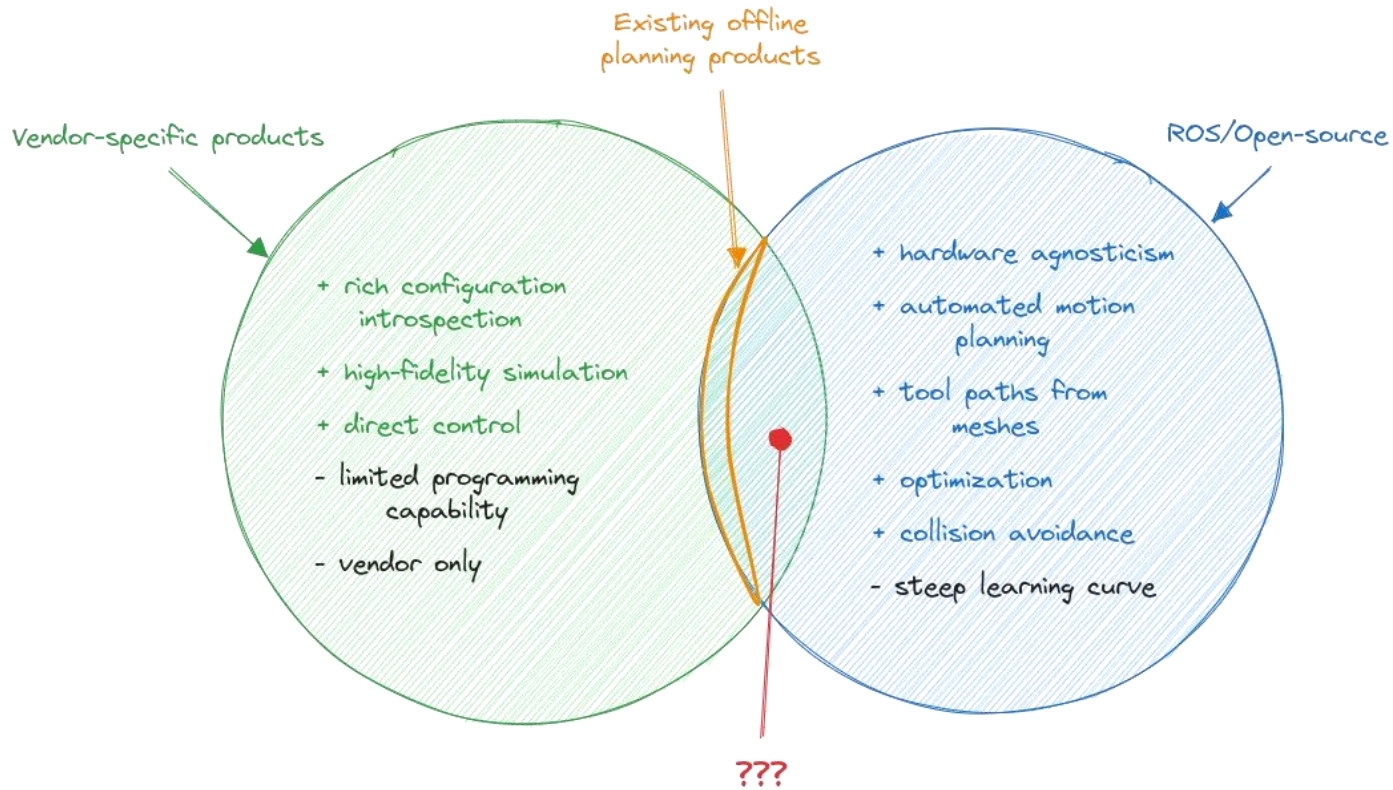 Existing offline
planning products
Vendor-specific products
ROS/Open-source
+ rich configuration
introspection
+ high-fidelity simulation
+ direct control
- limited programming
capability
- vendor only
+ hardware agnosticism
+ automated motion
planning
+ tool paths from
meshes
+ optimization
+ collision avoidance
- steep learning curve
???